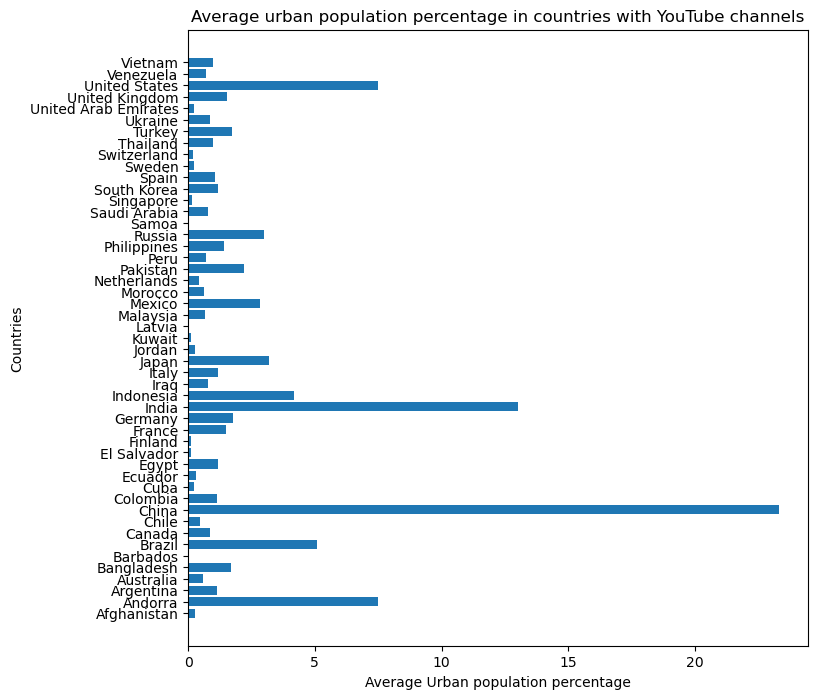 Average urban population percentage in countries with YouTube channels
Vietnam
Venezuela
United States
United Kingdom
United Arab Emirates
Ukraine
Turkey
Thailand
Switzerland
Sweden
Spain
South Korea
Singapore
Saudi Arabia
Samoa
Russia
Philippines
Peru
Pakistan
Netherlands
Morocco
Mexico
Malaysia
Latvia
Kuwait
Jordan
Japan
Italy
Iraq
Indonesia
India
Germany
France
Finland
El Salvador
Egypt
Ecuador
Cuba
Colombia
China
Chile
Canada
Brazil
Barbados
Bangladesh
Australia
Argentina
Andorra
Afghanistan
Countries
0 5 10 15 20
Average Urban population percentage